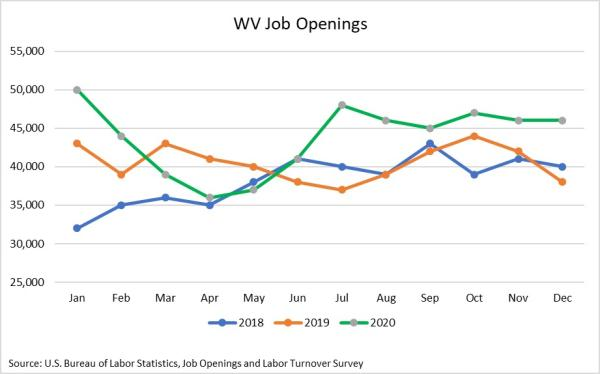 WV Job Openings
55,000
50,000
45,000
40,000
35,000
30,000
25,000
Jan Feb Mar Apr May Jun Jul Aug Sep Oct Nov Dec
2018 2019 2020
Source: U.S. Bureau of Labor Statistics, Job Openings and Labor Turnover Survey